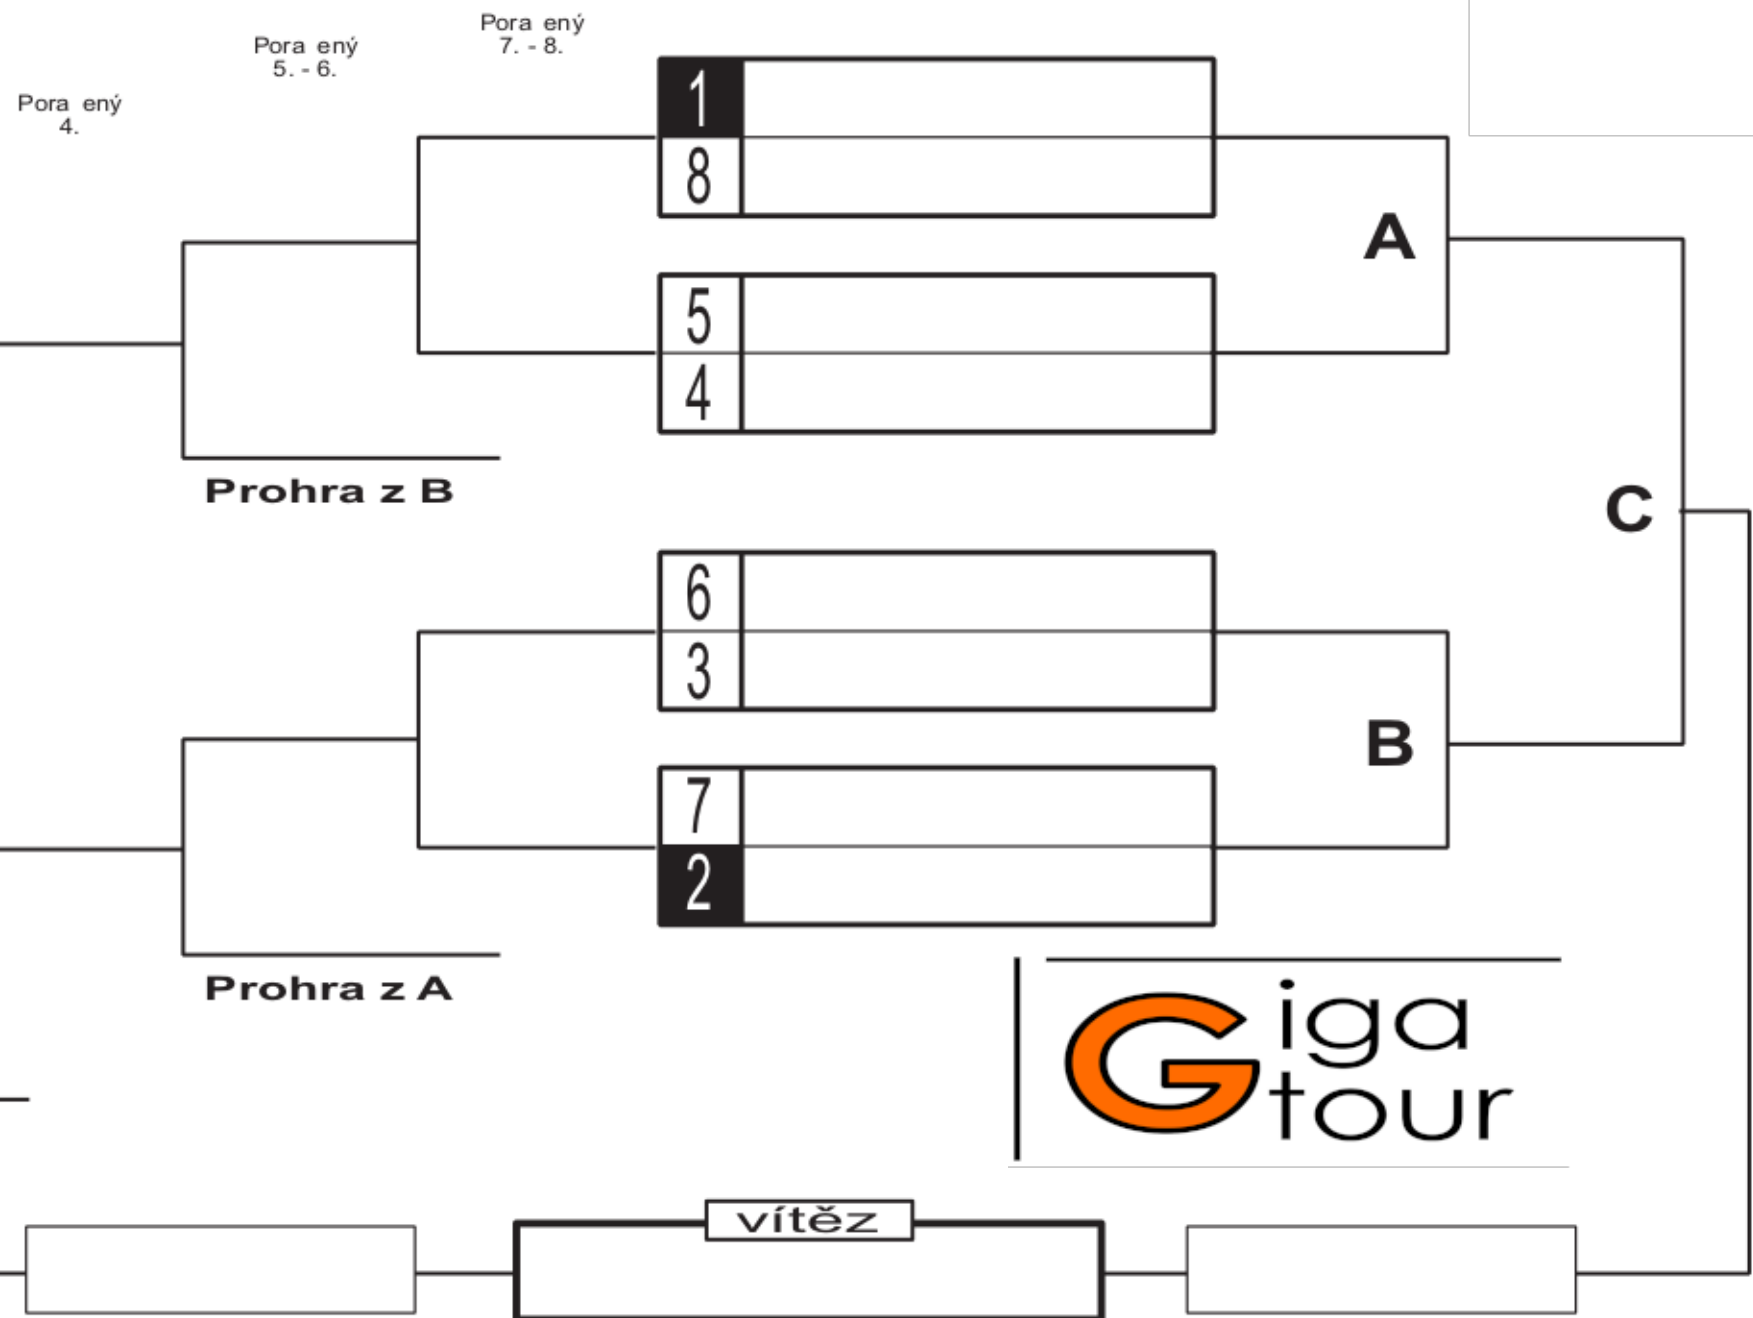 Pora ený
7. - 8.
Pora ený
5. - 6.
Pora ený
4.
1
8
A
5
4
Prohra z B
C
6
3
B
7
2
Prohra z A
Giga
tour
vítěz